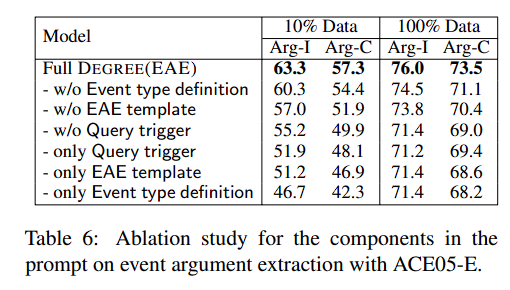 Model 10% Data 100% Data
Arg-I Arg-C Arg-I Arg-C
Full DEGREE(EAE) 63.3 57.3 76.0 73.5
- w/o Event type definition 60.3 54.4 74.5 71.1
- w/o EAE template 57.0 51.9 73.8 70.4
- w/o Query trigger 55.2 49.9 71.4 69.0
- only Query trigger 51.9 48.1 71.2 69.4
- only EAE template 51.2 46.9 71.4 68.6
- only Event type definition 46.7 42.3 71.4 68.2
Table 6: Ablation study for the components in the
prompt on event argument extraction with ACE05-E.